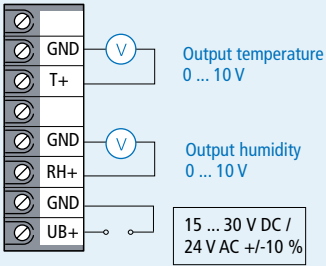 GND
V
Output temperature
T+
0 ... 10 V
GND
V
Output humidity
RH+
0 ... 10 V
GND
UB+
15 ... 30 V DC /
24 V AC +/-10 %